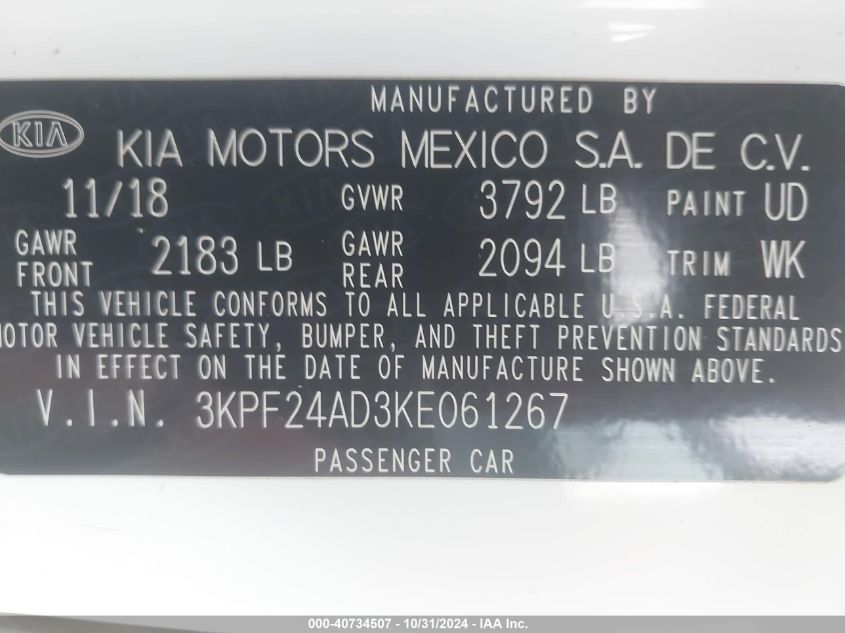 MANUFACTURED BY
KIA KIA MOTORS MEXICO S.A. DE C.V.
11/18 GVWR 3792 LB PAINT UD
GAWR FRONT 2183 LB GAWR REAR 2094 LB TRIM WK
THIS VEHICLE CONFORMS TO ALL APPLICABLE U.S.A. FEDERAL
MOTOR VEHICLE SAFETY, BUMPER, AND THEFT PREVENTION STANDARDS
IN EFFECT ON THE DATE OF MANUFACTURE SHOWN ABOVE.
V.I.N. 3KPF24AD3KE061267
PASSENGER CAR
000-40734507 - 10/31/2024 - IAA Inc.